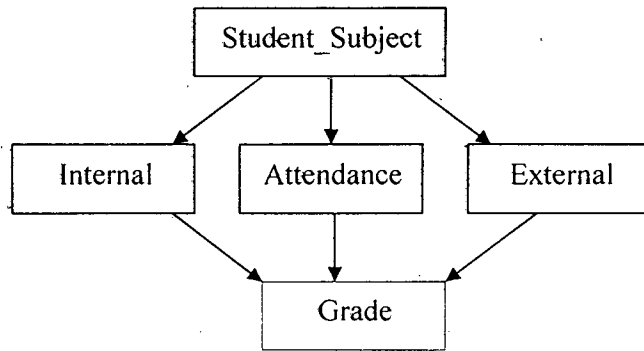 Student_Subject
Internal
Attendance
External
Grade